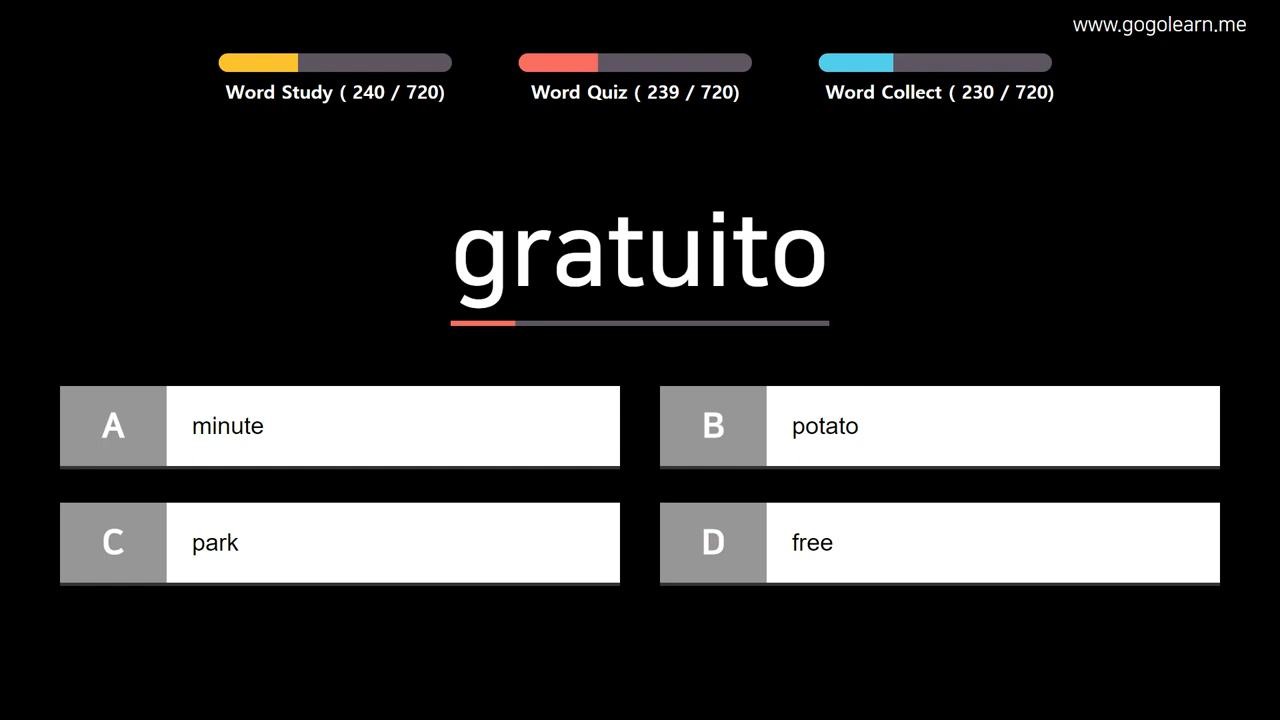 www.gogolearn.me
Word Study ( 240 / 720)
Word Quiz ( 239 / 720)
Word Collect ( 230 / 720)
gratuito
A minute
B potato
C park
D free